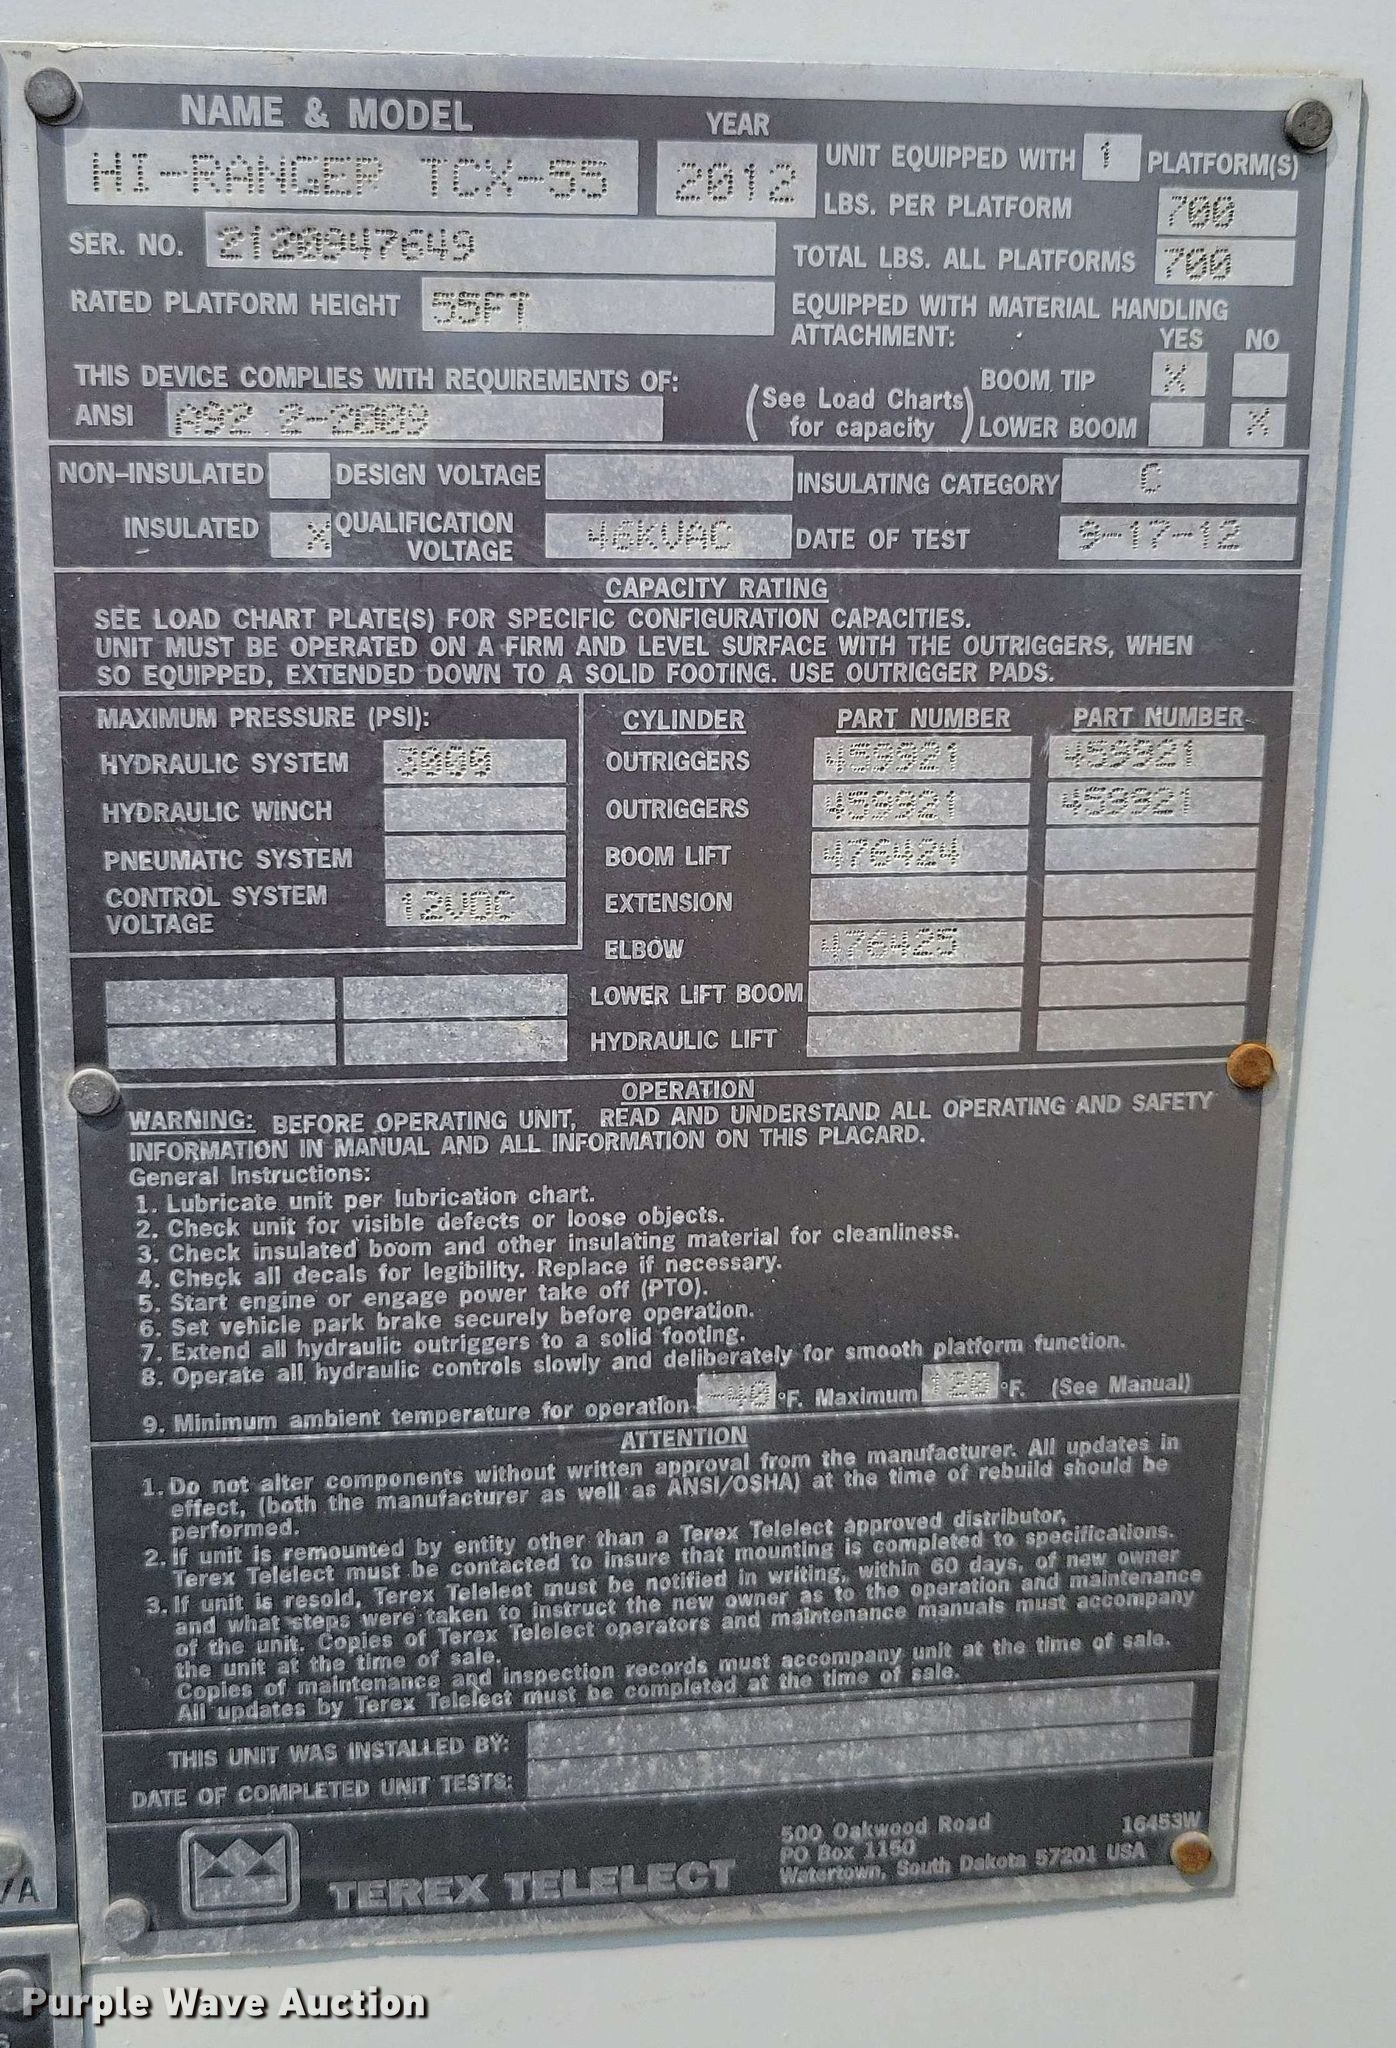 NAME & MODEL
YEAR
HI-RANGER TCX-55
2012
UNIT EQUIPPED WITH 1 PLATFORM(S)
LBS. PER PLATFORM 700
SER. NO. 2120947649
TOTAL LBS. ALL PLATFORMS 700
RATED PLATFORM HEIGHT 55FT
EQUIPPED WITH MATERIAL HANDLING
ATTACHMENT: YES NO
THIS DEVICE COMPLIES WITH REQUIREMENTS OF:
ANSI A92.2-2009
(See Load Charts
for capacity)
BOOM TIP X
LOWER BOOM X
NON-INSULATED DESIGN VOLTAGE INSULATING CATEGORY C
INSULATED X QUALIFICATION
VOLTAGE 46KVAC DATE OF TEST 9-17-12
CAPACITY RATING
SEE LOAD CHART PLATE(S) FOR SPECIFIC CONFIGURATION CAPACITIES.
UNIT MUST BE OPERATED ON A FIRM AND LEVEL SURFACE WITH THE OUTRIGGERS, WHEN
SO EQUIPPED, EXTENDED DOWN TO A SOLID FOOTING. USE OUTRIGGER PADS.
MAXIMUM PRESSURE (PSI):
HYDRAULIC SYSTEM 3000
HYDRAULIC WINCH
PNEUMATIC SYSTEM
CONTROL SYSTEM
VOLTAGE 12VDC
CYLINDER PART NUMBER PART NUMBER
OUTRIGGERS 459921 459921
OUTRIGGERS 459921 459921
BOOM LIFT 476424
EXTENSION
ELBOW 476425
LOWER LIFT BOOM
HYDRAULIC LIFT
OPERATION
WARNING: BEFORE OPERATING UNIT, READ AND UNDERSTAND ALL OPERATING AND SAFETY
INFORMATION IN MANUAL AND ALL INFORMATION ON THIS PLACARD.
General Instructions:
1. Lubricate unit per lubrication chart.
2. Check unit for visible defects or loose objects.
3. Check insulated boom and other insulating material for cleanliness.
4. Check all decals for legibility. Replace if necessary.
5. Start engine or engage power take off (PTO).
6. Set vehicle park brake securely before operation.
7. Extend all hydraulic outriggers to a solid footing.
8. Operate all hydraulic controls slowly and deliberately for smooth platform function.
9. Minimum ambient temperature for operation -40 °F. Maximum 120 °F. (See Manual)
ATTENTION
1. Do not alter components without written approval from the manufacturer. All updates in
effect, (both the manufacturer as well as ANSI/OSHA) at the time of rebuild should be
performed.
2. If unit is remounted by entity other than a Terex Telelect approved distributor,
Terex Telelect must be contacted to insure that mounting is completed to specifications.
3. If unit is resold, Terex Telelect must be notified in writing, within 60 days, of new owner
and what steps were taken to instruct the new owner as to the operation and maintenance
of the unit. Copies of Terex Telelect operators and maintenance manuals must accompany
the unit at the time of sale.
Copies of maintenance and inspection records must accompany unit at the time of sale.
All updates by Terex Telelect must be completed at the time of sale.
THIS UNIT WAS INSTALLED BY:
DATE OF COMPLETED UNIT TESTS:
TEREX TELELECT
500 Oakwood Road
PO Box 1150
Watertown, South Dakota 57201 USA
16453W
/A
Purple Wave Auction